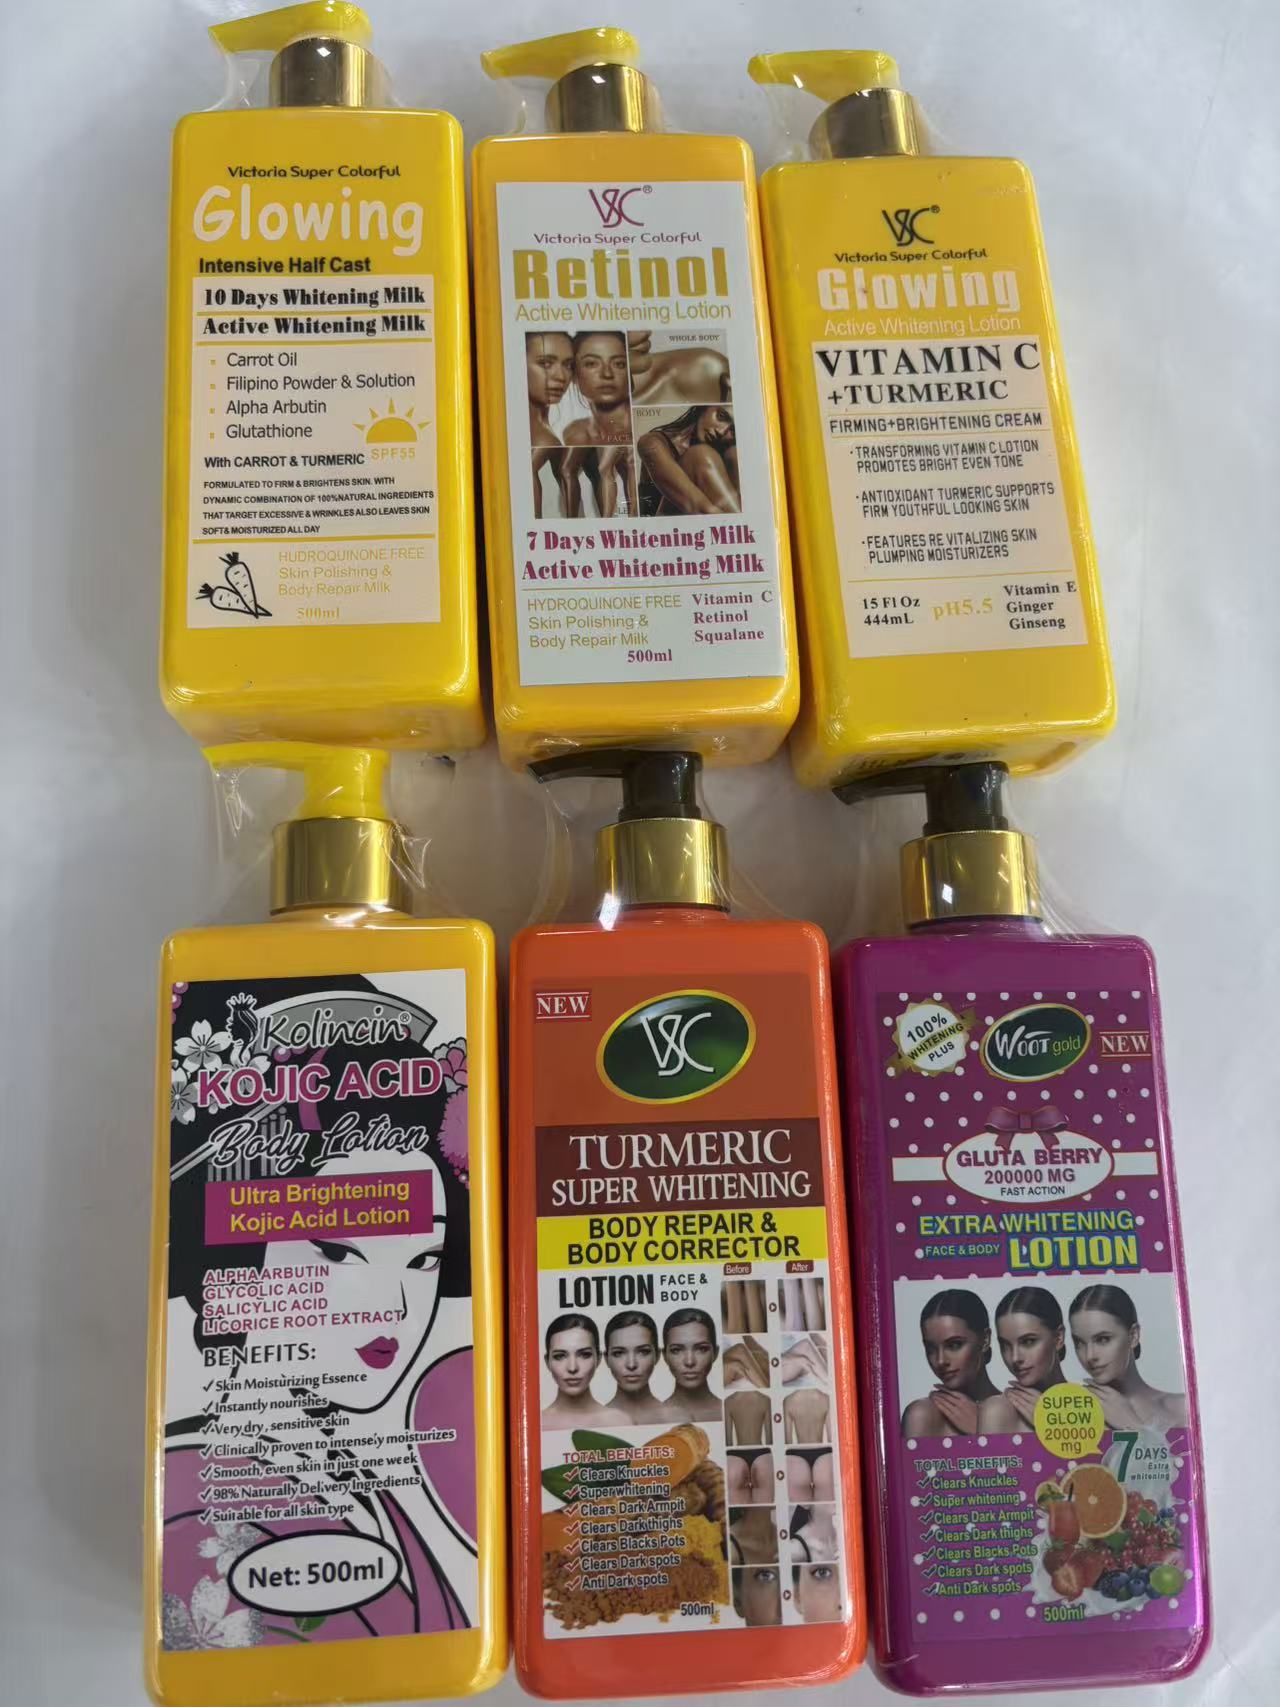 Victoria Super Colorful
Glowing
Intensive Half Cast
10 Days Whitening Milk
Active Whitening Milk
Carrot Oil
Filipino Powder & Solution
Alpha Arbutin
Glutathione
SPF55
With CARROT & TURMERIC
FORMULATED TO FIRM & BRIGHTENS SKIN. WITH
DYNAMIC COMBINATION OF 100%NATURAL INGREDIENTS
THAT TARGET EXCESSIVE & WRINKLES ALSO LEAVES SKIN
SOFT& MOISTURIZED ALL DAY
HUDROQUINONE FREE
Skin Polishing &
Body Repair Milk
500ml
VSC®
Victoria Super Colorful
Retinol
Active Whitening Lotion
WHOLE BODY
FACE
BODY
7 Days Whitening Milk
Active Whitening Milk
HYDROQUINONE FREE
Skin Polishing &
Body Repair Milk
Vitamin C
Retinol
Squalane
500ml
VSC®
Victoria Super Colorful
Glowing
Active Whitening Lotion
VITAMIN C
+TURMERIC
FIRMING+BRIGHTENING CREAM
·TRANSFORMING VITAMIN C LOTION
PROMOTES BRIGHT EVEN TONE
·ANTIOXIDANT TURMERIC SUPPORTS
FIRM YOUTHFUL LOOKING SKIN
·FEATURES RE VITALIZING SKIN
PLUMPING MOISTURIZERS
15 Fl Oz
444mL
pH5.5
Vitamin E
Ginger
Ginseng
Kolincin®
KOJIC ACID
Body Lotion
Ultra Brightening
Kojic Acid Lotion
ALPHA ARBUTIN
GLYCOLIC ACID
SALICYLIC ACID
LICORICE ROOT EXTRACT
BENEFITS:
✓Skin Moisturizing Essence
✓Instantly nourishes
✓Very dry, sensitive skin
✓Clinically proven to intensely moisturizes
✓Smooth, even skin in just one week
✓98% Naturally Delivery Ingredients
✓Suitable for all skin type
Net: 500ml
NEW
VSC
TURMERIC
SUPER WHITENING
BODY REPAIR &
BODY CORRECTOR
LOTION FACE &
BODY
Before
After
TOTAL BENEFITS:
✓Clears Knuckles
✓Super whitening
✓Clears Dark Armpit
✓Clears Dark thighs
✓Clears Blacks Pots
✓Clears Dark spots
✓Anti Dark spots
500ml
100%
WHITENING
PLUS
WOOT gold
NEW
GLUTA BERRY
200000 MG
FAST ACTION
EXTRA WHITENING
FACE & BODY LOTION
SUPER
GLOW
200000
mg
7 DAYS
Extra
whitening
TOTAL BENEFITS:
✓Clears Knuckles
✓Super whitening
✓Clears Dark Armpit
✓Clears Dark thighs
✓Clears Blacks Pots
✓Clears Dark spots
✓Anti Dark spots
500ml